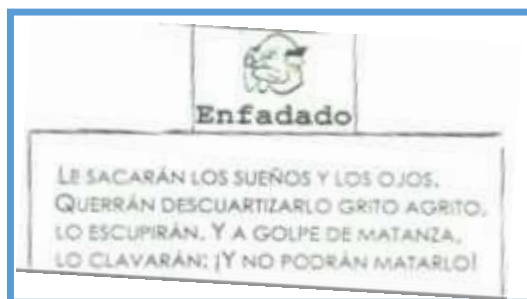 Enfadado
LE SACARÁN LOS SUEÑOS Y LOS OJOS.
QUERRÁN DESCUARTIZARLO GRITO AGRITO,
LO ESCUPIRÁN. Y A GOLPE DE MATANZA,
LO CLAVARÁN: ¡Y NO PODRÁN MATARLO!